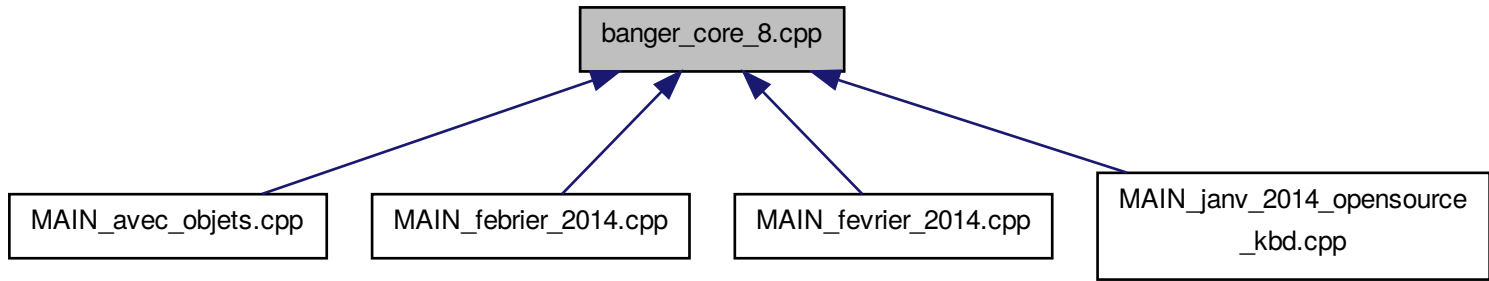 banger_core_8.cpp
MAIN_avec_objets.cpp
MAIN_febrier_2014.cpp
MAIN_fevrier_2014.cpp
MAIN_janv_2014_opensource
_kbd.cpp